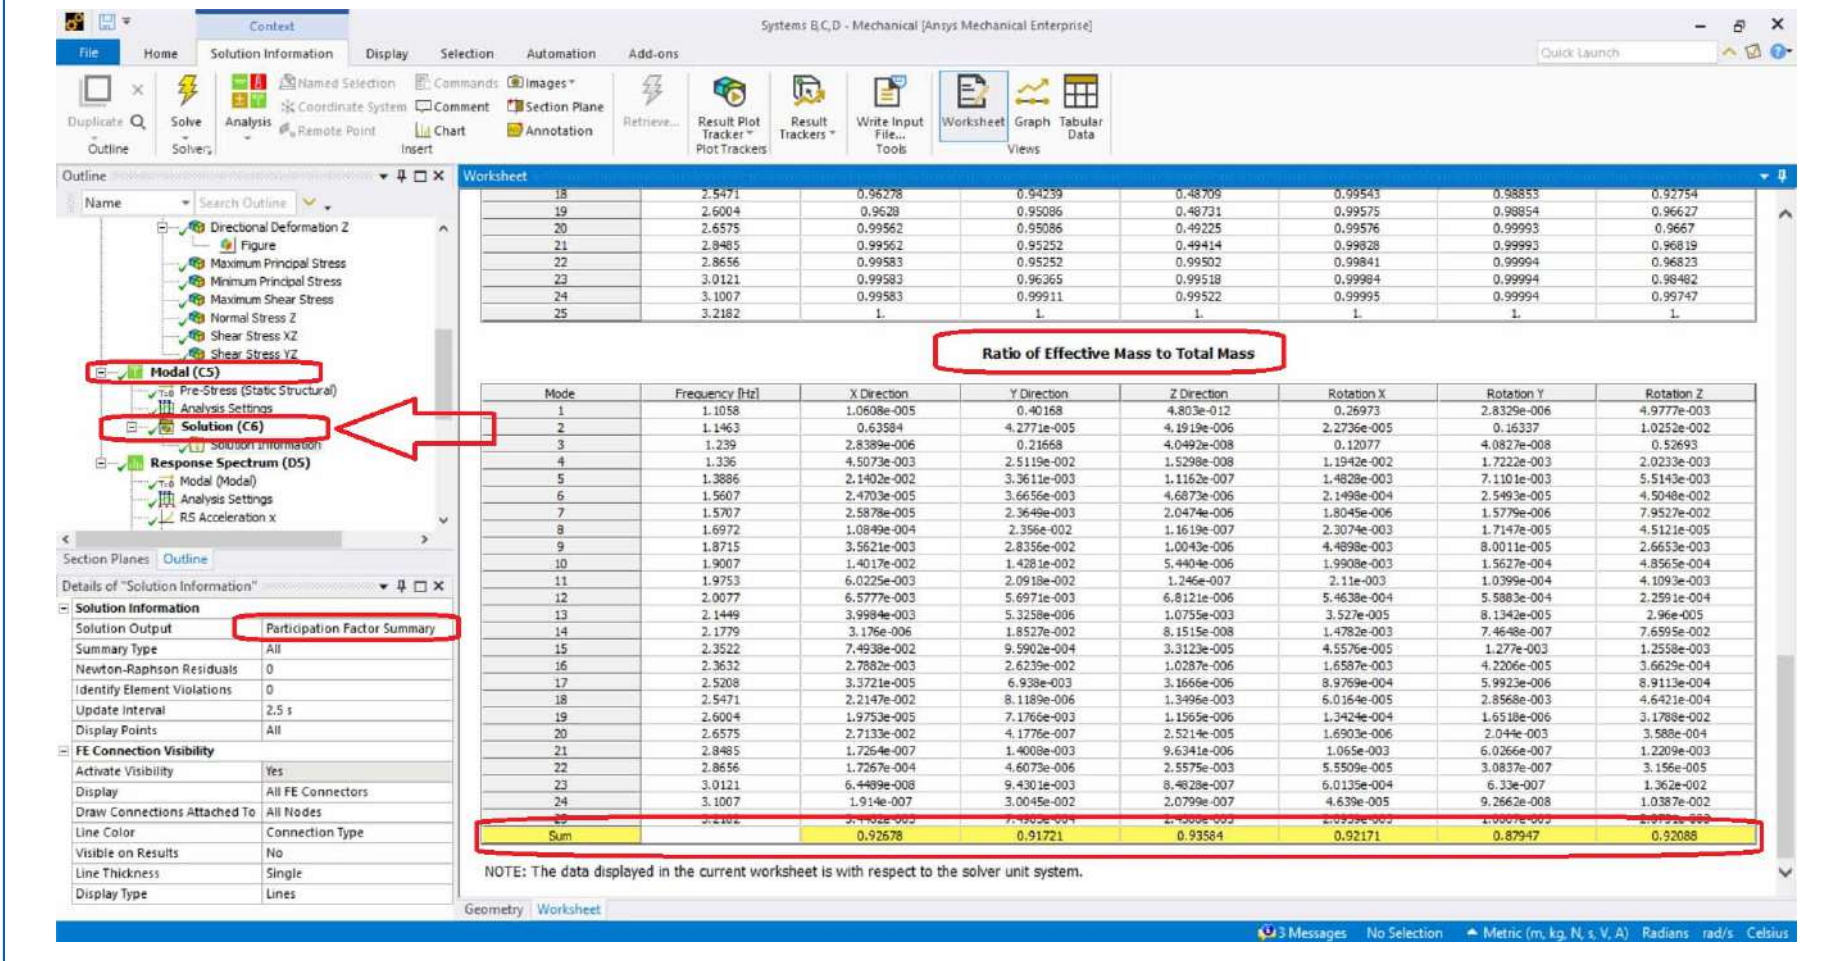 Context
Systems B,C,D - Mechanical [Ansys Mechanical Enterprise]
File Home Solution Information Display Selection Automation Add-ons Quick Launch
Duplicate Q Solve Analysis Named Selection Coordinate System Remote Point Commands Comment Chart Images Section Plane Annotation Retrieve... Result Plot Tracker Result Trackers Write Input File... Worksheet Graph Tabular Data
Outline Solvers Insert Plot Trackers Tools Views
Outline
Name Search Outline
Directional Deformation Z
Figure
Maximum Principal Stress
Minimum Principal Stress
Maximum Shear Stress
Normal Stress Z
Shear Stress XZ
Shear Stress YZ
Modal (C5)
Pre-Stress (Static Structural)
Analysis Settings
Solution (C6)
Solution Information
Response Spectrum (D5)
Modal (Modal)
Analysis Settings
RS Acceleration x
Section Planes Outline
Details of "Solution Information"
Solution Information
Solution Output Participation Factor Summary
Summary Type All
Newton-Raphson Residuals 0
Identify Element Violations 0
Update Interval 2.5 s
Display Points All
FE Connection Visibility
Activate Visibility Yes
Display All FE Connectors
Draw Connections Attached To All Nodes
Line Color Connection Type
Visible on Results No
Line Thickness Single
Display Type Lines
Worksheet
18 2.5471 0.96278 0.94239 0.48709 0.99543 0.98853 0.92754
19 2.6004 0.9628 0.95086 0.48731 0.99575 0.98854 0.96627
20 2.6575 0.99562 0.95086 0.49225 0.99576 0.99993 0.9667
21 2.8485 0.99562 0.95252 0.49414 0.99828 0.99993 0.96819
22 2.8656 0.99583 0.95252 0.99502 0.99841 0.99994 0.96823
23 3.0121 0.99583 0.96365 0.99518 0.99984 0.99994 0.98482
24 3.1007 0.99583 0.99911 0.99522 0.99995 0.99994 0.99747
25 3.2182 1. 1. 1. 1. 1. 1.
Ratio of Effective Mass to Total Mass
Mode Frequency [Hz] X Direction Y Direction Z Direction Rotation X Rotation Y Rotation Z
1 1.1058 1.0608e-005 0.40168 4.803e-012 0.26973 2.8329e-006 4.9777e-003
2 1.1463 0.63584 4.2771e-005 4.1919e-006 2.2736e-005 0.16337 1.0252e-002
3 1.239 2.8389e-006 0.21668 4.0492e-008 0.12077 4.0827e-008 0.52693
4 1.336 4.5073e-003 2.5119e-002 1.5298e-008 1.1942e-002 1.7222e-003 2.0233e-003
5 1.3886 2.1402e-002 3.3611e-003 1.1162e-007 1.4828e-003 7.1101e-003 5.5143e-003
6 1.5607 2.4703e-005 3.6656e-003 4.6873e-006 2.1498e-004 2.5493e-005 4.5048e-002
7 1.5707 2.5878e-005 2.3649e-003 2.0474e-006 1.8045e-006 1.5779e-006 7.9527e-002
8 1.6972 1.0849e-004 2.356e-002 1.1619e-007 2.3074e-003 1.7147e-005 4.5121e-005
9 1.8715 3.5621e-003 2.8356e-002 1.0043e-006 4.4898e-003 8.0011e-005 2.6653e-003
10 1.9007 1.4017e-002 1.4281e-002 5.4404e-006 1.9908e-003 1.5627e-004 4.8565e-004
11 1.9753 6.0225e-003 2.0918e-002 1.246e-007 2.11e-003 1.0399e-004 4.1093e-003
12 2.0077 6.5777e-003 5.6971e-003 6.8121e-006 5.4638e-004 5.5883e-004 2.2591e-004
13 2.1449 3.9984e-003 5.3258e-006 1.0755e-003 3.527e-005 8.1342e-005 2.96e-005
14 2.1779 3.176e-006 1.8527e-002 8.1515e-008 1.4782e-003 7.4648e-007 7.6595e-002
15 2.3522 7.4938e-002 9.5902e-004 3.3123e-005 4.5576e-005 1.277e-003 1.2558e-003
16 2.3632 2.7882e-003 2.6239e-002 1.0287e-006 1.6587e-003 4.2206e-005 3.6629e-004
17 2.5208 3.3721e-005 6.938e-003 3.1666e-006 8.9769e-004 5.9923e-006 8.9113e-004
18 2.5471 2.2147e-002 8.1189e-006 1.3496e-003 6.0164e-005 2.8568e-003 4.6421e-004
19 2.6004 1.9753e-005 7.1766e-003 1.1565e-006 1.3424e-004 1.6518e-006 3.1788e-002
20 2.6575 2.7133e-002 4.1776e-007 2.5214e-005 1.6903e-006 2.044e-003 3.588e-004
21 2.8485 1.7264e-007 1.4008e-003 9.6341e-006 1.065e-003 6.0266e-007 1.2209e-003
22 2.8656 1.7267e-004 4.6073e-006 2.5575e-003 5.5509e-005 3.0837e-007 3.156e-005
23 3.0121 6.4489e-008 9.4301e-003 8.4828e-007 6.0135e-004 6.33e-007 1.362e-002
24 3.1007 1.914e-007 3.0045e-002 2.0799e-007 4.639e-005 9.2662e-008 1.0387e-002
Sum 0.92678 0.91721 0.93584 0.92171 0.87947 0.92088
NOTE: The data displayed in the current worksheet is with respect to the solver unit system.
Geometry Worksheet
3 Messages No Selection Metric (m, kg, N, s, V, A) Radians rad/s Celsius